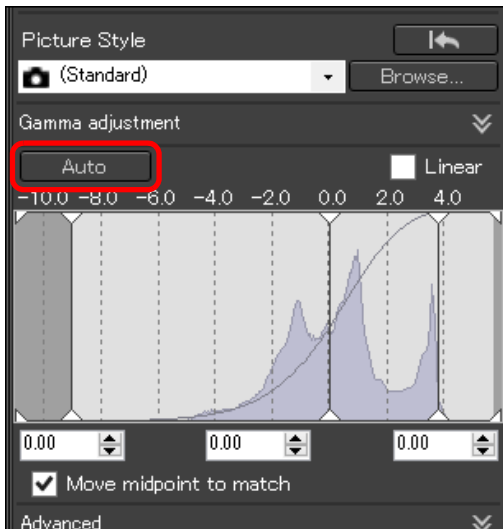 Picture Style
(Standard) Browse...
Gamma adjustment
Auto Linear
-10.0 -8.0 -6.0 -4.0 -2.0 0.0 2.0 4.0
0.00 0.00 0.00
Move midpoint to match
Advanced